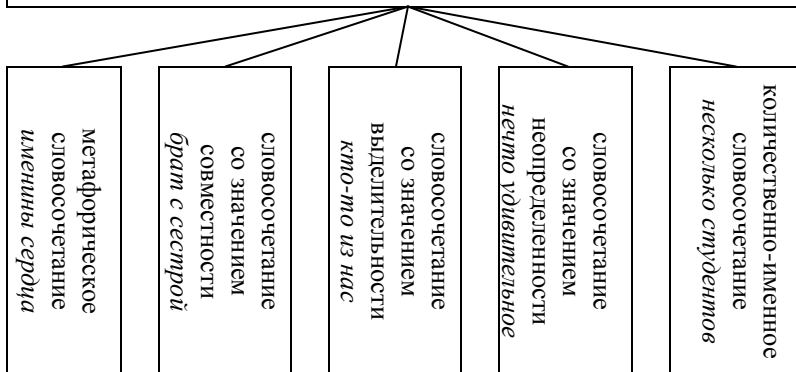 метафорическое
словосочетание
именины сердца
словосочетание
со значением
совместности
брат с сестрой
словосочетание
со значением
выделительности
кто-то из нас
словосочетание
со значением
неопределенности
нечто удивительное
количественно-именное
словосочетание
несколько студентов